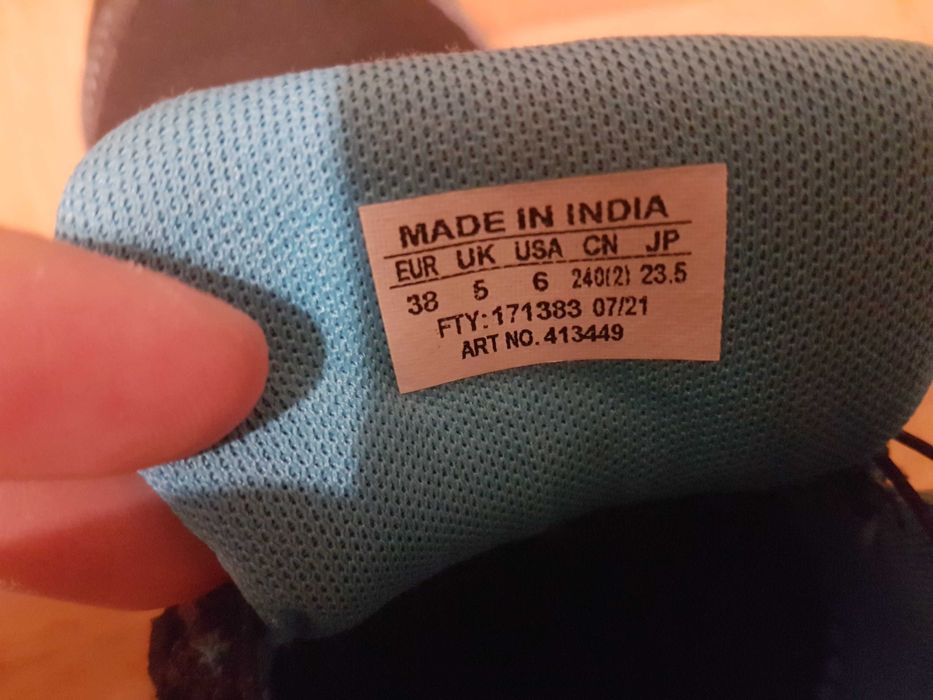 MADE IN INDIA
EUR UK USA CN JP
38 5 6 240(2) 23.5
FTY: 171383 07/21
ART NO. 413449